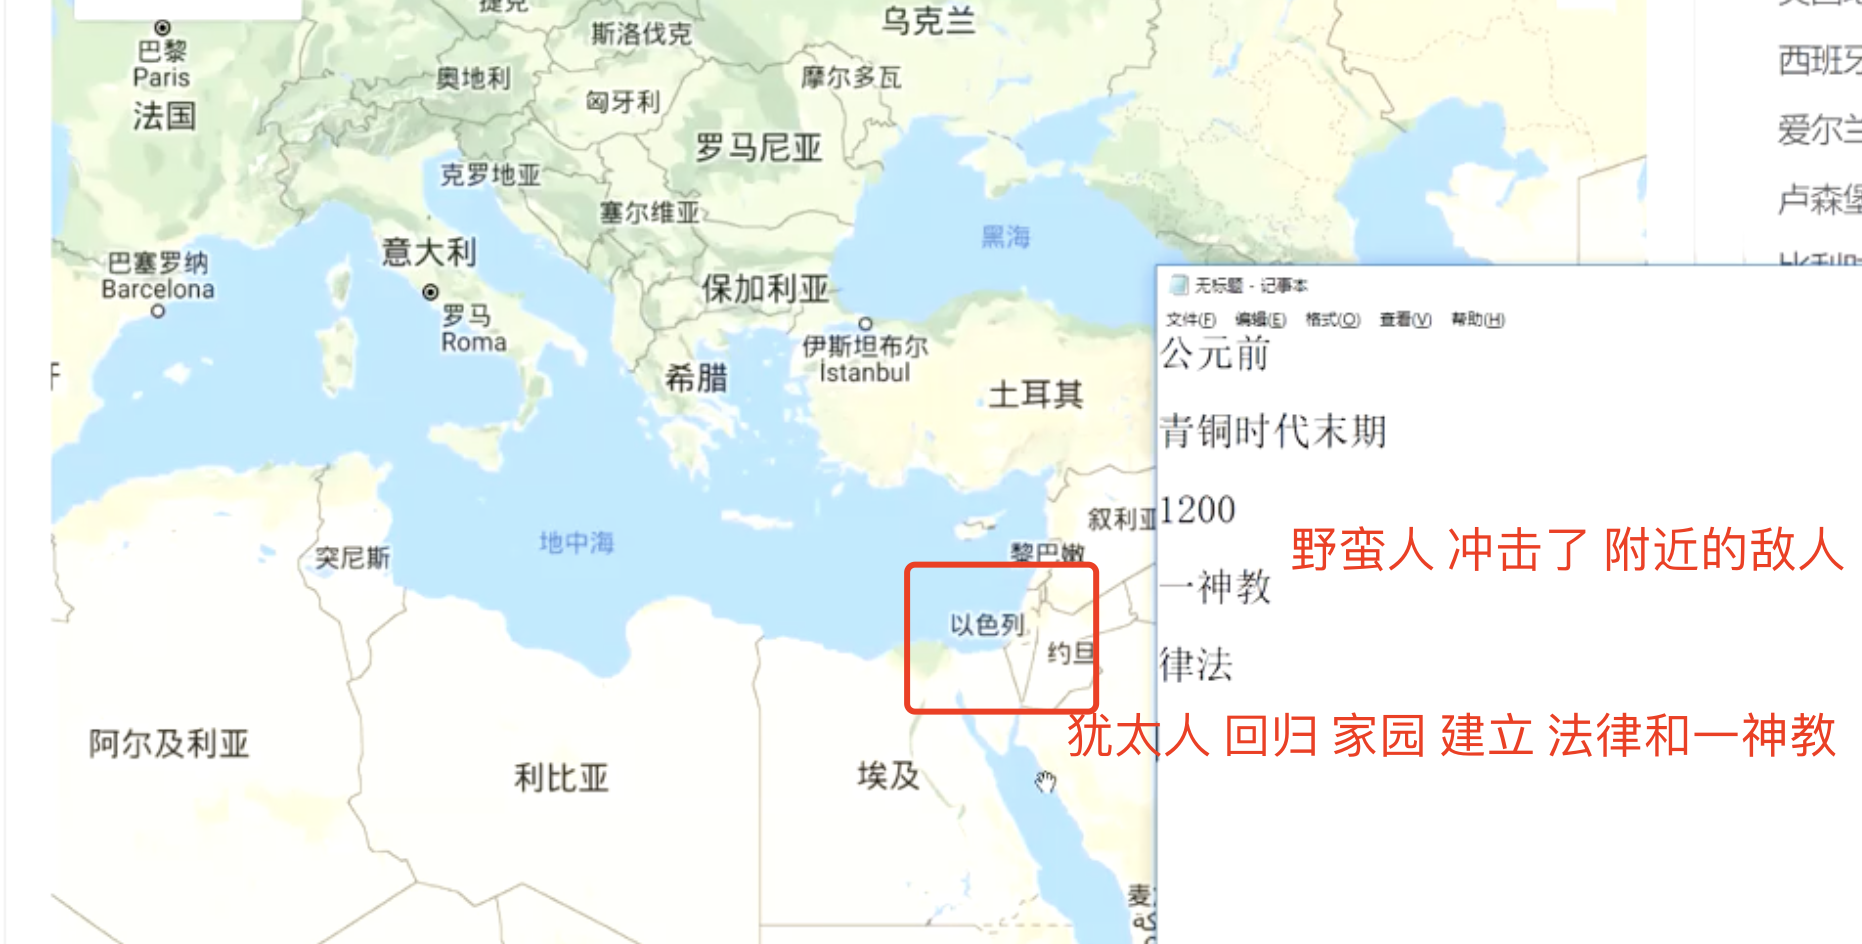 捷克
斯洛伐克
乌克兰
巴黎
Paris
法国
奥地利
匈牙利
摩尔多瓦
罗马尼亚
克罗地亚
塞尔维亚
黑海
意大利
巴塞罗纳
Barcelona
保加利亚
罗马
Roma
伊斯坦布尔
İstanbul
希腊
土耳其
叙利亚
地中海
突尼斯
黎巴嫩
以色列
约旦
阿尔及利亚
利比亚
埃及
西班牙
爱尔兰
卢森堡
比利时
无标题 - 记事本
文件(F) 编辑(E) 格式(O) 查看(V) 帮助(H)
公元前
青铜时代末期
1200
野蛮人 冲击了 附近的敌人
一神教
律法
犹太人 回归 家园 建立 法律和一神教